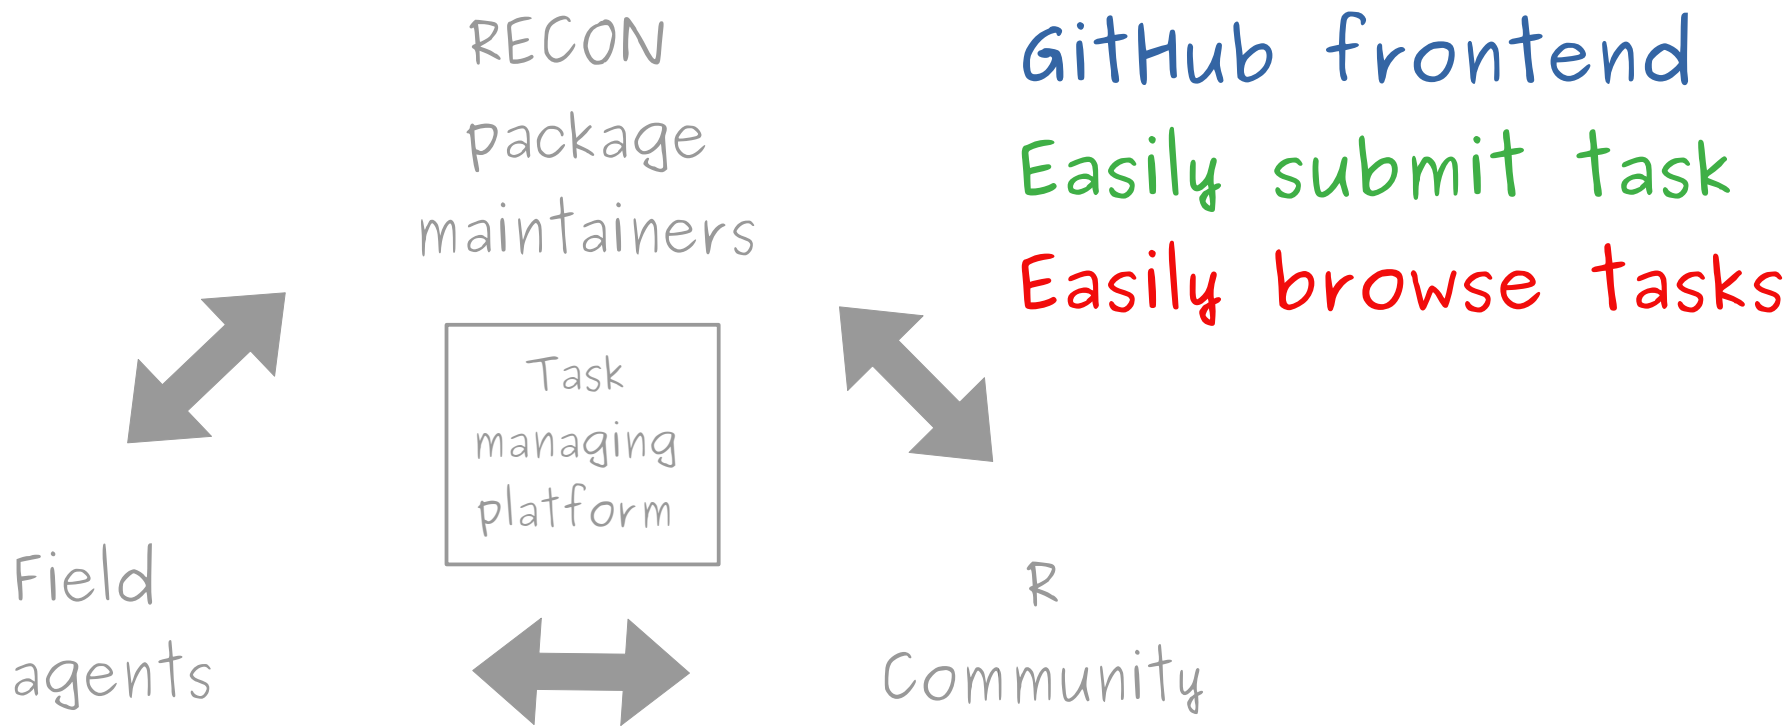 RECON
package
maintainers
GitHub frontend
Easily submit task
Easily browse tasks
Task
managing
platform
Field
agents
R
Community